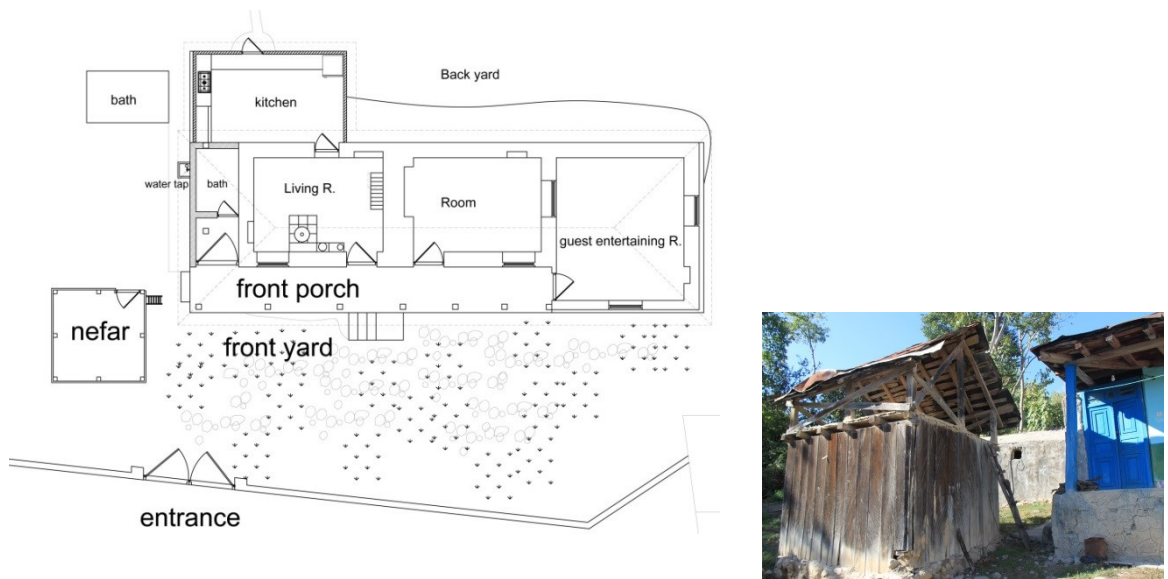 Back yard
bath
kitchen
water tap
bath
Living R.
Room
guest entertaining R.
front porch
nefar
front yard
entrance